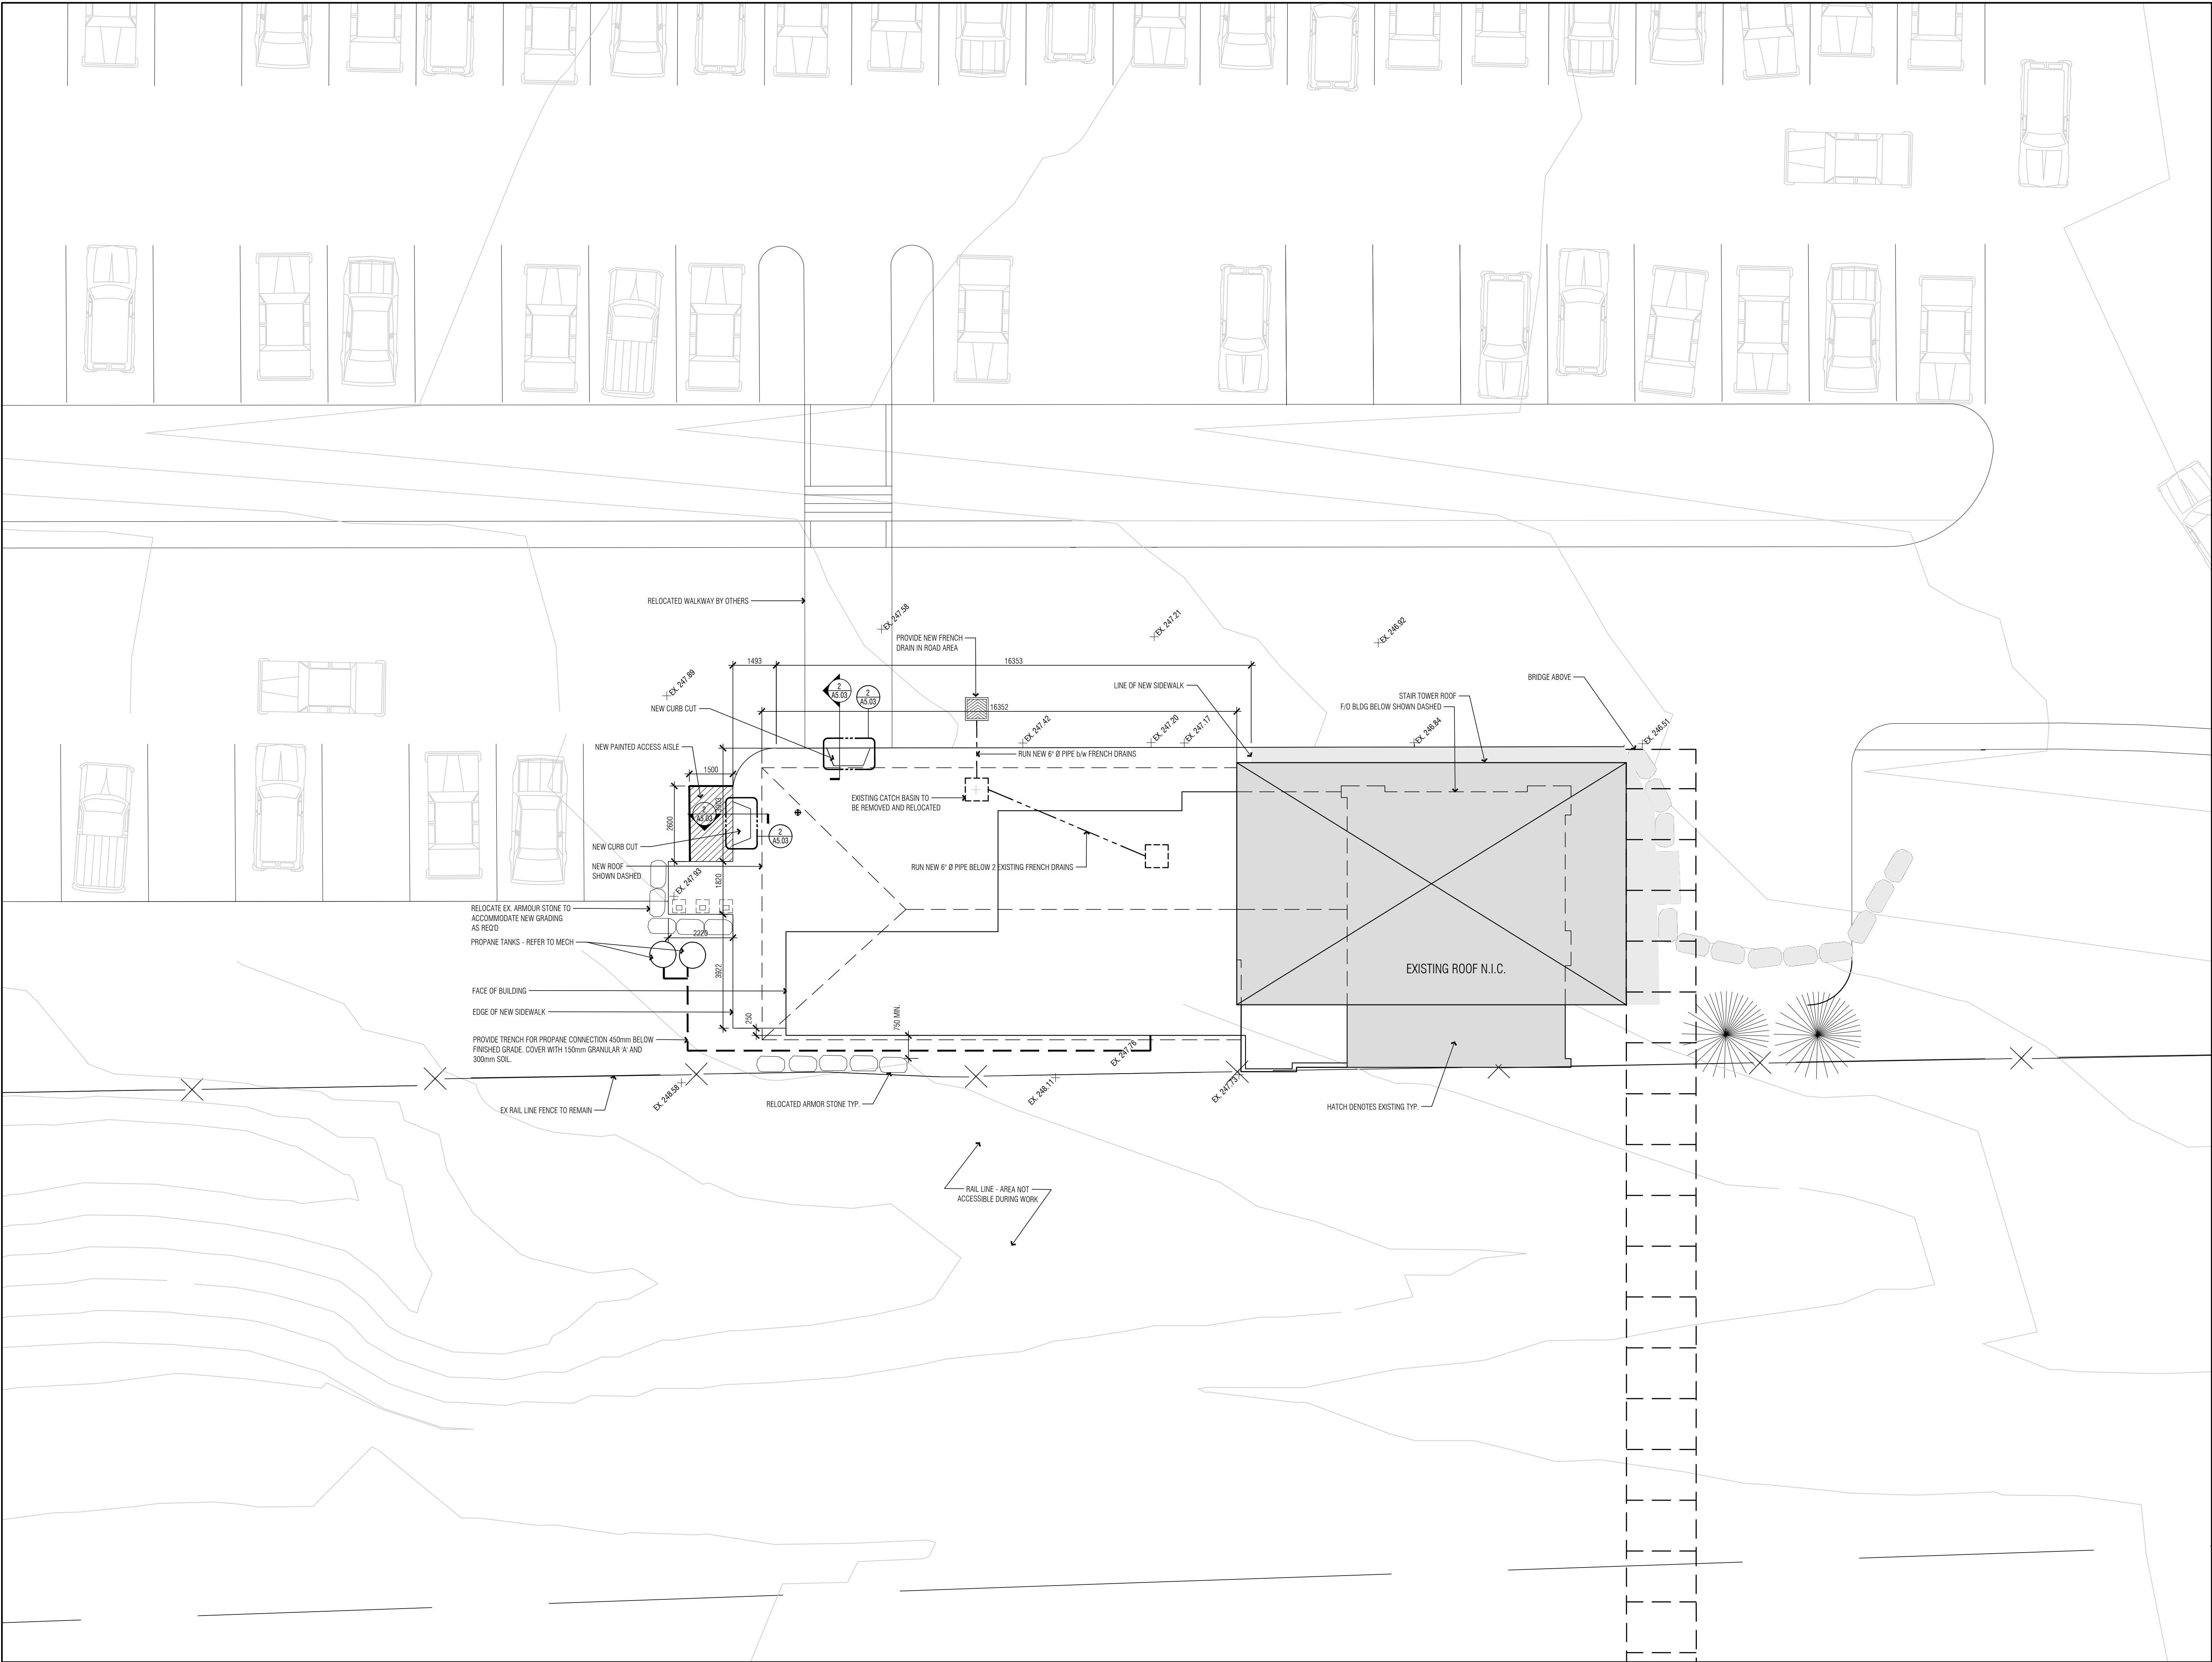 RELOCATED WALKWAY BY OTHERS
EX. 247.58
EX. 247.21
EX. 246.92
PROVIDE NEW FRENCH
DRAIN IN ROAD AREA
1493
16353
EX. 247.89
LINE OF NEW SIDEWALK
BRIDGE ABOVE
2
A5.03
2
A5.03
STAIR TOWER ROOF
F/O BLDG BELOW SHOWN DASHED
NEW CURB CUT
16352
EX. 247.42
EX. 247.20
EX. 247.17
EX. 246.84
EX. 246.51
NEW PAINTED ACCESS AISLE
RUN NEW 6" Ø PIPE b/w FRENCH DRAINS
1500
EXISTING CATCH BASIN TO
BE REMOVED AND RELOCATED
2600
2
A5.03
2
A5.03
NEW CURB CUT
NEW ROOF
SHOWN DASHED
RUN NEW 6" Ø PIPE BELOW 2 EXISTING FRENCH DRAINS
1820
EX. 247.93
RELOCATE EX. ARMOUR STONE TO
ACCOMMODATE NEW GRADING
AS REQ'D
2229
PROPANE TANKS - REFER TO MECH
3922
EXISTING ROOF N.I.C.
FACE OF BUILDING
EDGE OF NEW SIDEWALK
250
750 MIN.
PROVIDE TRENCH FOR PROPANE CONNECTION 450mm BELOW
FINISHED GRADE. COVER WITH 150mm GRANULAR 'A' AND
300mm SOIL.
EX. 247.76
EX. 248.58
EX. 248.11
EX. 247.73
EX RAIL LINE FENCE TO REMAIN
RELOCATED ARMOR STONE TYP.
HATCH DENOTES EXISTING TYP.
RAIL LINE - AREA NOT
ACCESSIBLE DURING WORK